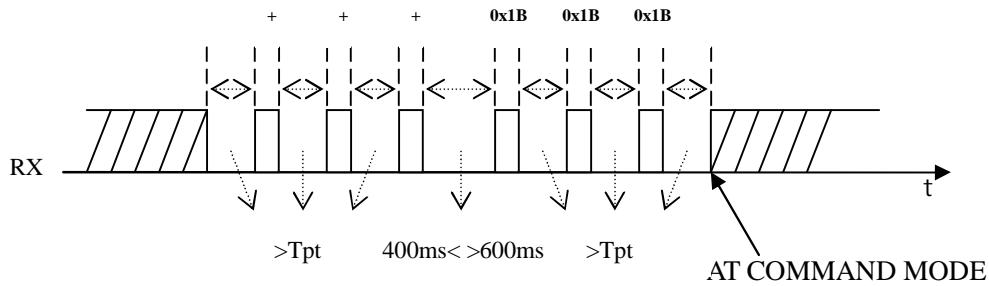 + + + 0x1B 0x1B 0x1B
RX
t
>Tpt 400ms< >600ms >Tpt
AT COMMAND MODE